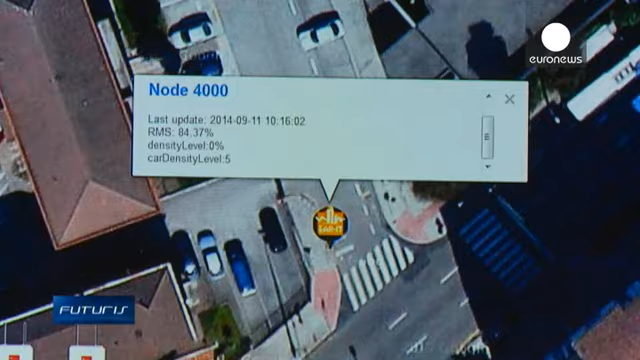 euronews
Node 4000
Last update: 2014-09-11 10:16:02
RMS: 84,37%
densityLevel:0%
carDensityLevel:5
FUTURIS